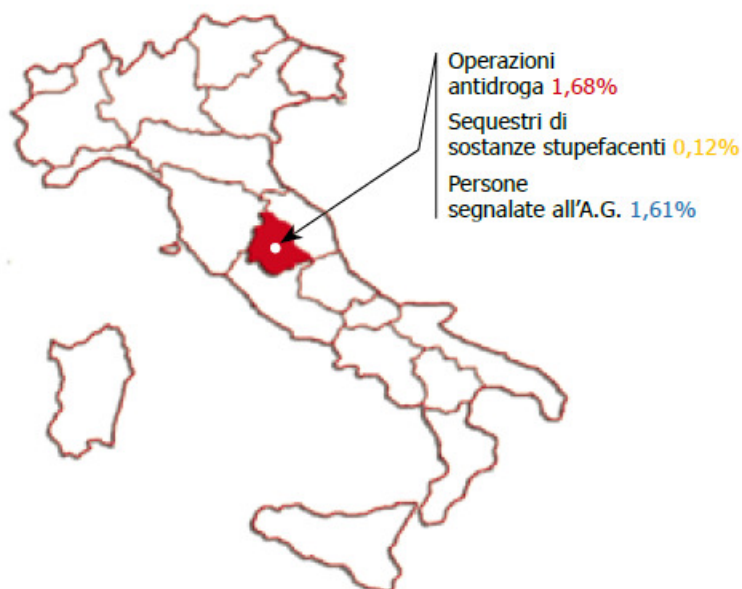 Operazioni
antidroga 1,68%
Sequestri di
sostanze stupefacenti 0,12%
Persone
segnalate all'A.G. 1,61%